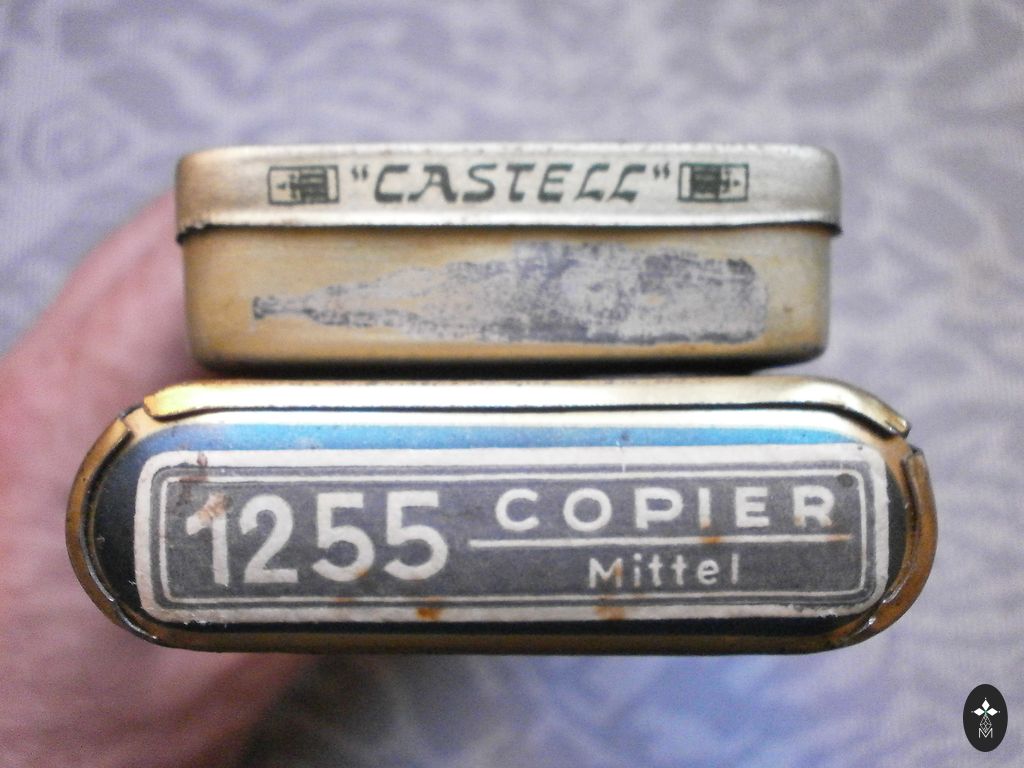 "CASTELL"
1255 COPIER
Mittel
M